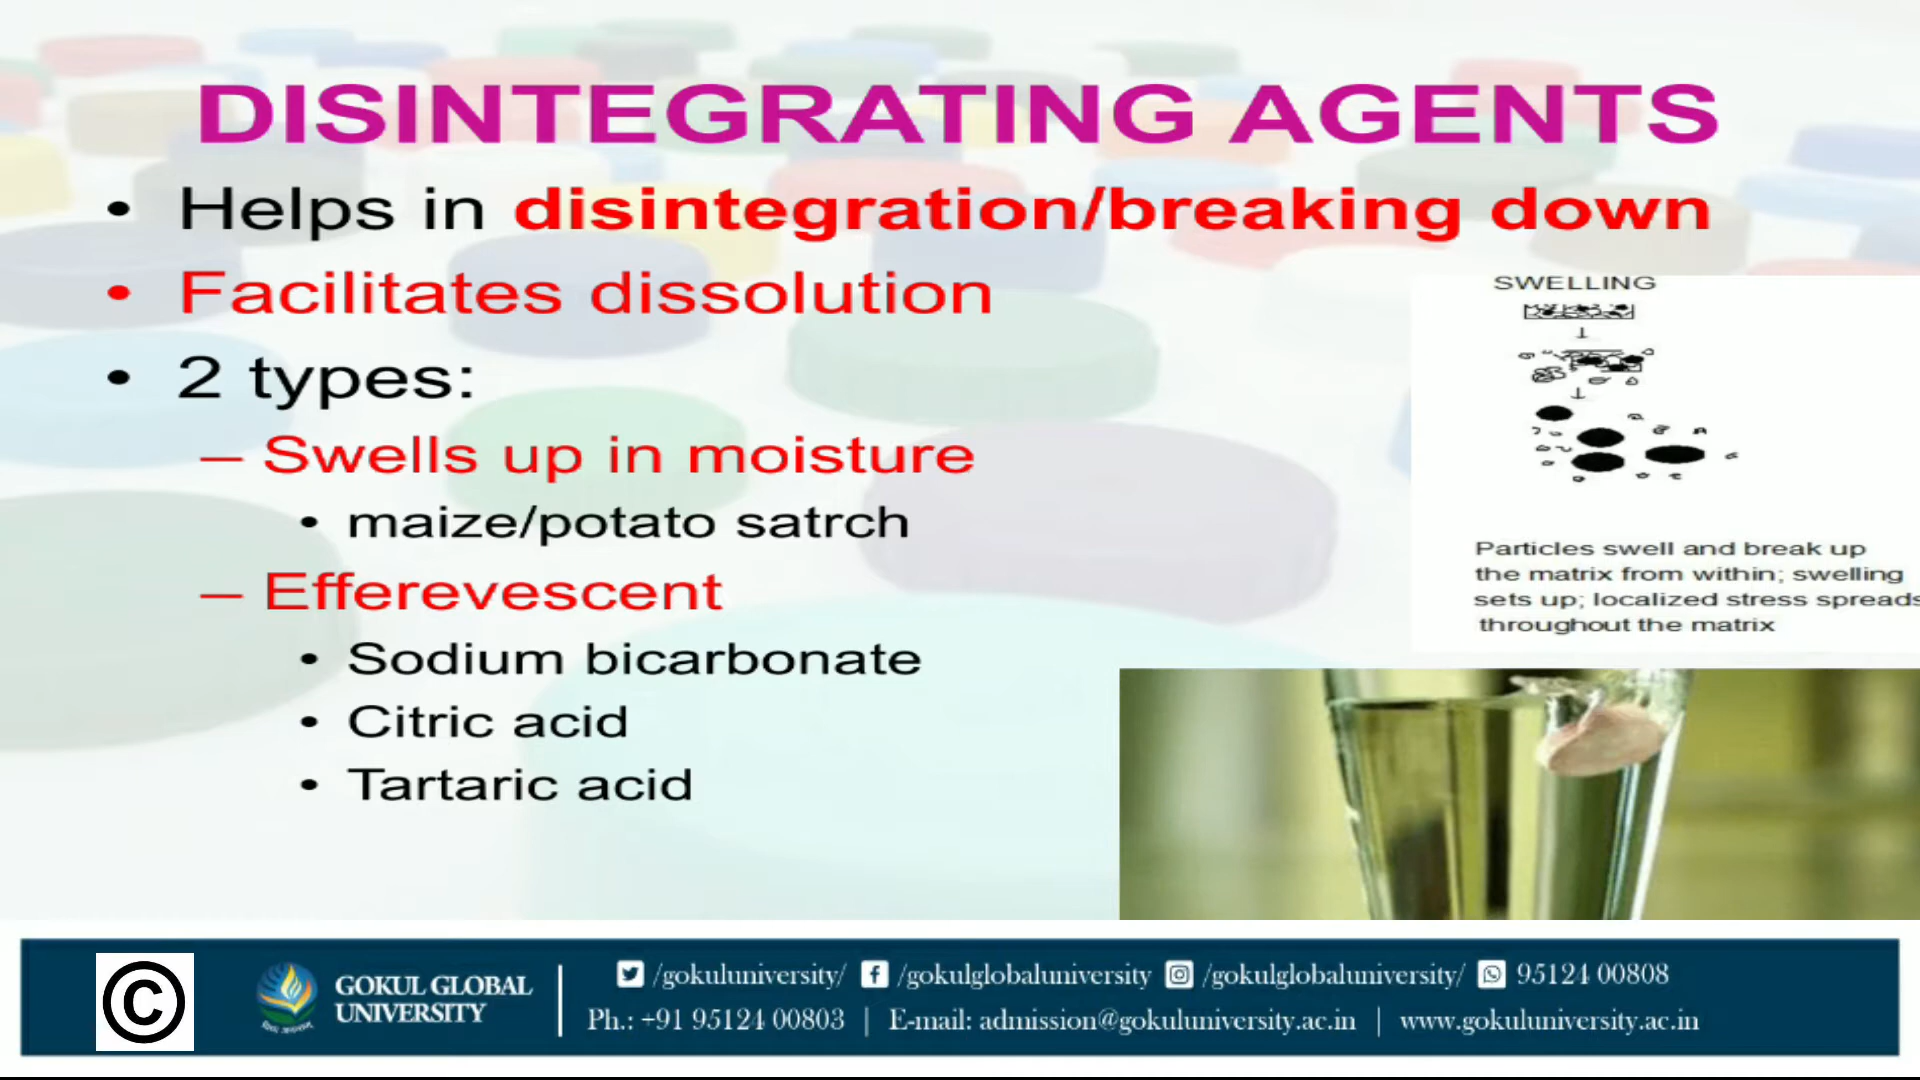 DISINTEGRATING AGENTS
• Helps in disintegration/breaking down
• Facilitates dissolution
• 2 types:
– Swells up in moisture
• maize/potato satrch
– Efferevescent
• Sodium bicarbonate
• Citric acid
• Tartaric acid
SWELLING
Particles swell and break up
the matrix from within; swelling
sets up; localized stress spreads
throughout the matrix
©
GOKUL GLOBAL
UNIVERSITY
/gokuluniversity/ /gokulglobaluniversity /gokulglobaluniversity/ 95124 00808
Ph.: +91 95124 00803 | E-mail: admission@gokuluniversity.ac.in | www.gokuluniversity.ac.in